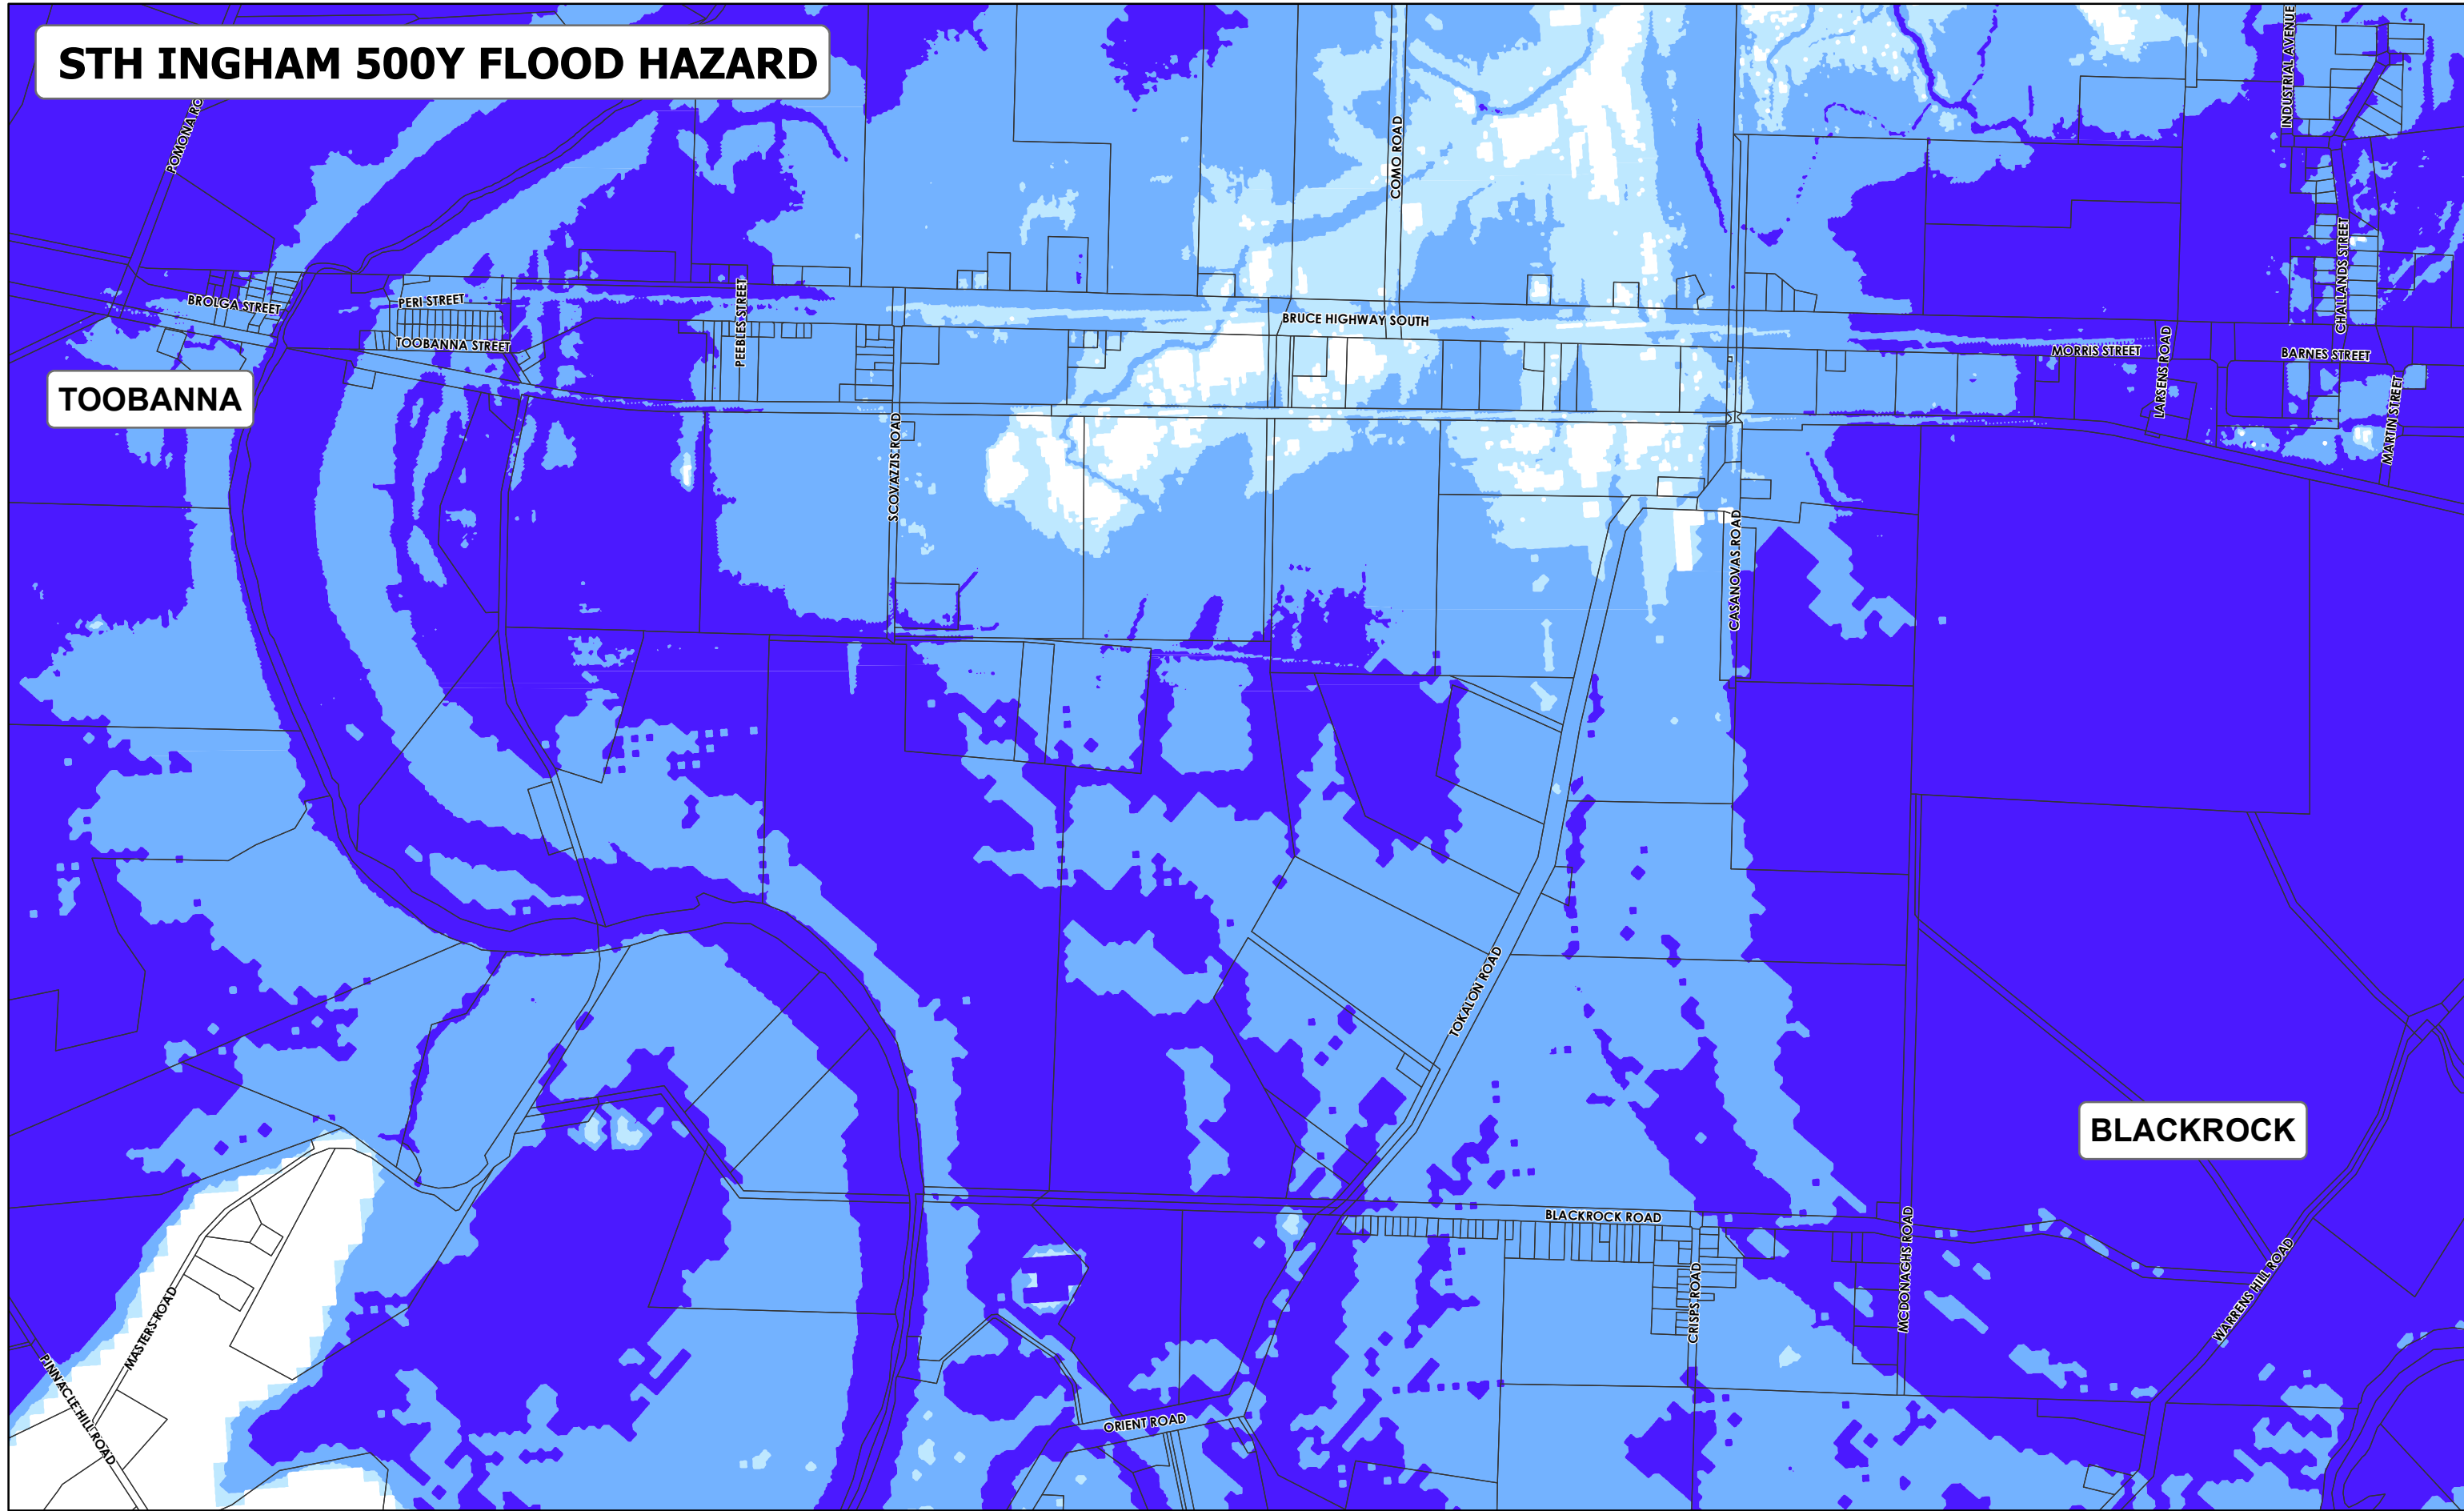 STH INGHAM 500Y FLOOD HAZARD
INDUSTRIAL AVENUE
COMO ROAD
CHALLANDS STREET
BROLGA STREET
PERI STREET
TOOBANNA STREET
PEEBLES STREET
BRUCE HIGHWAY SOUTH
MORRIS STREET
LARSENS ROAD
BARNES STREET
MARTIN STREET
TOOBANNA
SCOVAZZIS ROAD
CASANOVAS ROAD
TOKALON ROAD
BLACKROCK
BLACKROCK ROAD
MCDONAGHS ROAD
CRISPS ROAD
WARRENS HILL ROAD
MASTERS ROAD
PINNACLE HILL ROAD
ORIENT ROAD